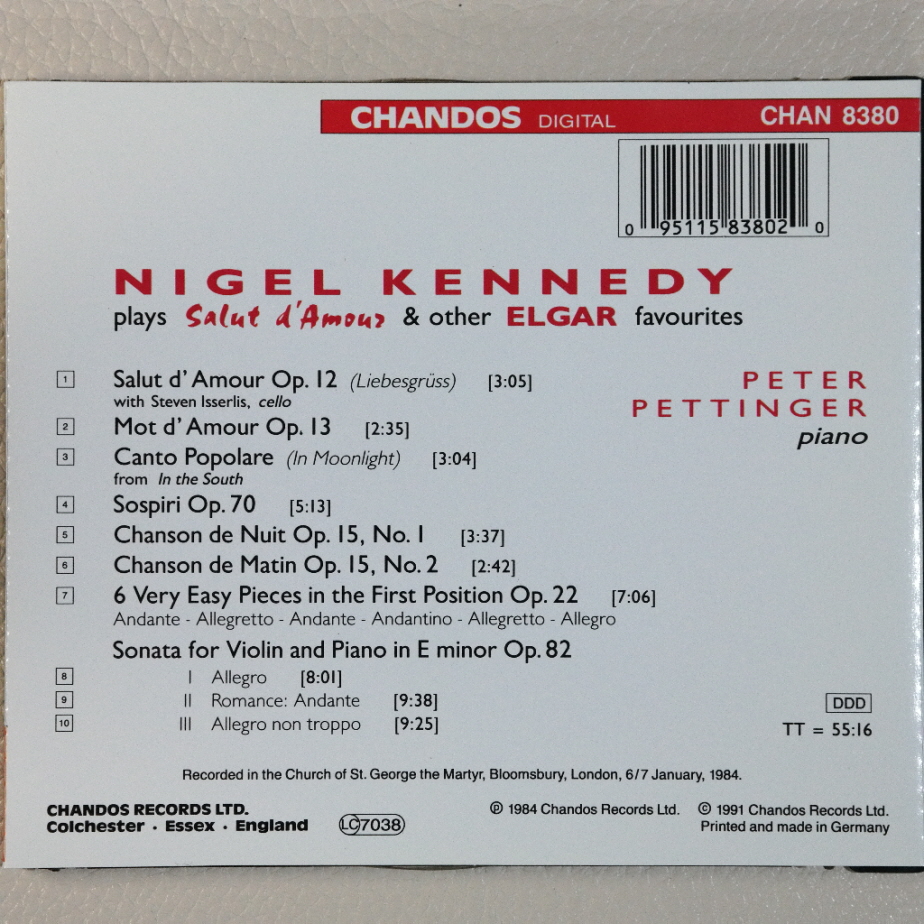 CHANDOS DIGITAL CHAN 8380
0 95115 83802 0
NIGEL KENNEDY
plays Salut d'Amour & other ELGAR favourites
1 Salut d'Amour Op. 12 (Liebesgrüss) [3:05]
with Steven Isserlis, cello
PETER
PETTINGER
piano
2 Mot d'Amour Op. 13 [2:35]
3 Canto Popolare (In Moonlight) [3:04]
from In the South
4 Sospiri Op. 70 [5:13]
5 Chanson de Nuit Op. 15, No. 1 [3:37]
6 Chanson de Matin Op. 15, No. 2 [2:42]
7 6 Very Easy Pieces in the First Position Op. 22 [7:06]
Andante - Allegretto - Andante - Andantino - Allegretto - Allegro
Sonata for Violin and Piano in E minor Op. 82
8 I Allegro [8:01]
9 II Romance: Andante [9:38]
10 III Allegro non troppo [9:25]
DDD
TT = 55:16
Recorded in the Church of St. George the Martyr, Bloomsbury, London, 6/7 January, 1984.
CHANDOS RECORDS LTD.
Colchester · Essex · England
LC 7038
℗ 1984 Chandos Records Ltd. © 1991 Chandos Records Ltd.
Printed and made in Germany